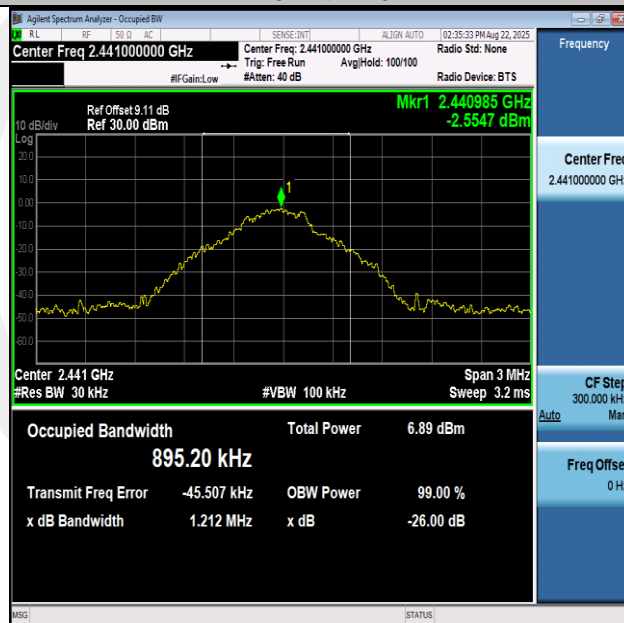 Agilent Spectrum Analyzer - Occupied BW
RL RF 50 Ω AC SENSE:INT ALIGN AUTO 02:35:33 PM Aug 22, 2025
Center Freq 2.441000000 GHz
Center Freq: 2.441000000 GHz
Radio Std: None
Trig: Free Run Avg|Hold: 100/100
#IFGain:Low #Atten: 40 dB
Radio Device: BTS
Mkr1 2.440985 GHz
-2.5547 dBm
Ref Offset 9.11 dB
10 dB/div Ref 30.00 dBm
Log
20.0
10.0
0.00
-10.0
-20.0
-30.0
-40.0
-50.0
-60.0
1
Center 2.441 GHz Span 3 MHz
#Res BW 30 kHz #VBW 100 kHz Sweep 3.2 ms
Occupied Bandwidth Total Power 6.89 dBm
895.20 kHz
Transmit Freq Error -45.507 kHz OBW Power 99.00 %
x dB Bandwidth 1.212 MHz x dB -26.00 dB
MSG STATUS
Frequency
Center Freq
2.441000000 GHz
CF Step
300.000 kHz
Auto Man
Freq Offset
0 Hz